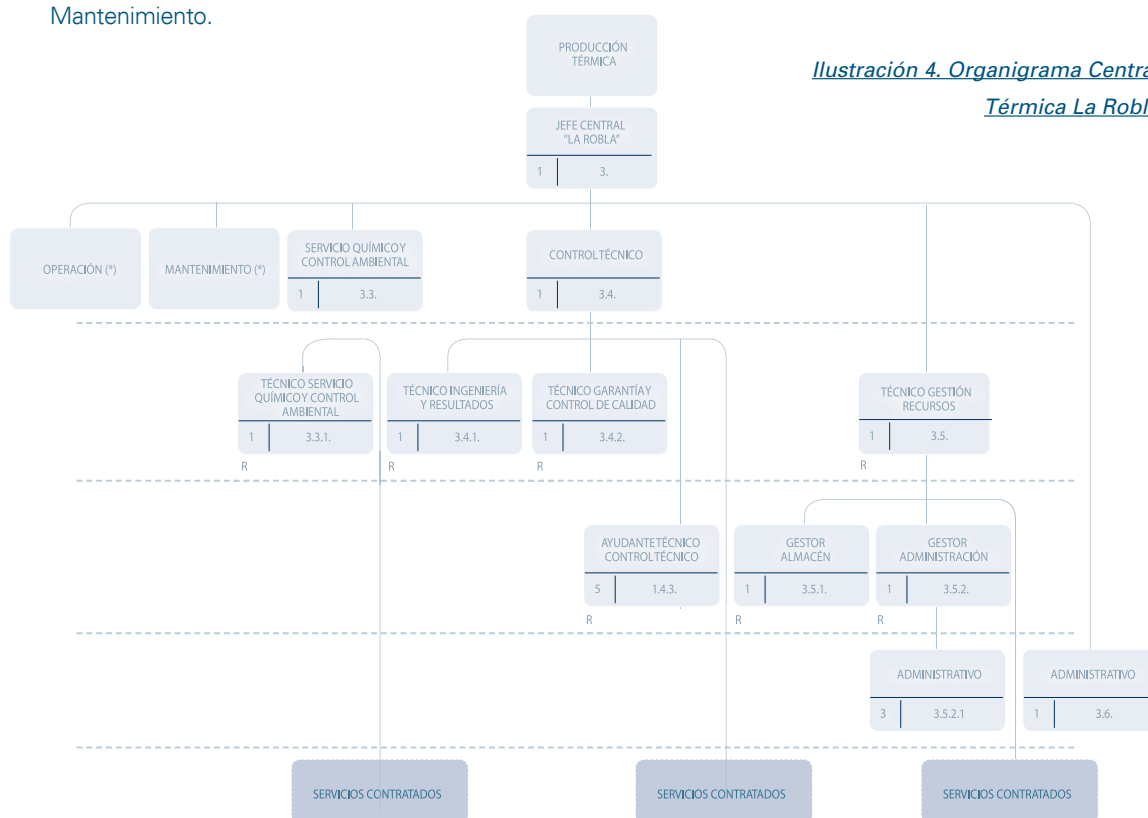 Mantenimiento.
Ilustración 4. Organigrama Centra
Térmica La Robl
PRODUCCIÓN
TÉRMICA
JEFE CENTRAL
"LA ROBLA"
1 3.
OPERACIÓN (*)
MANTENIMIENTO (*)
SERVICIO QUÍMICO Y
CONTROL AMBIENTAL
1 3.3.
CONTROL TÉCNICO
1 3.4.
TÉCNICO SERVICIO
QUÍMICO Y CONTROL
AMBIENTAL
1 3.3.1.
R
TÉCNICO INGENIERÍA
Y RESULTADOS
1 3.4.1.
R
TÉCNICO GARANTÍA Y
CONTROL DE CALIDAD
1 3.4.2.
R
TÉCNICO GESTIÓN
RECURSOS
1 3.5.
R
AYUDANTE TÉCNICO
CONTROL TÉCNICO
5 1.4.3.
R
GESTOR
ALMACÉN
1 3.5.1.
R
GESTOR
ADMINISTRACIÓN
1 3.5.2.
R
ADMINISTRATIVO
3 3.5.2.1
ADMINISTRATIVO
1 3.6.
SERVICIOS CONTRATADOS
SERVICIOS CONTRATADOS
SERVICIOS CONTRATADOS